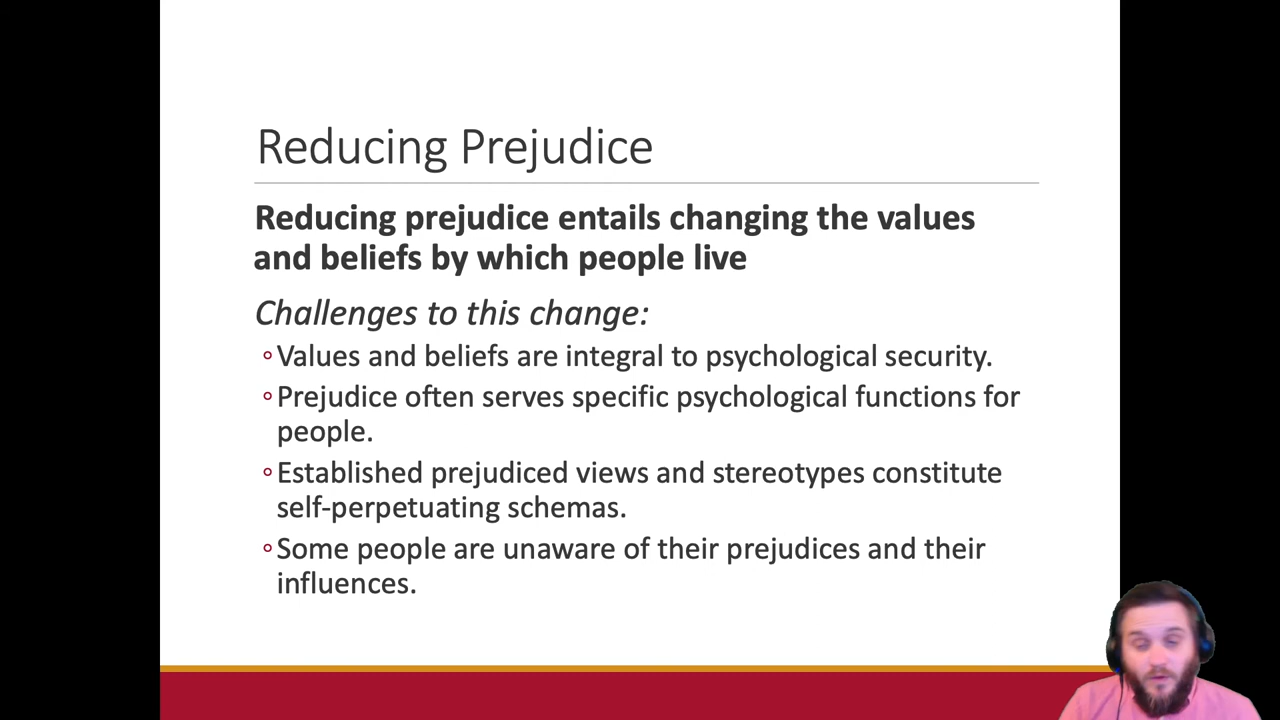 Reducing Prejudice
Reducing prejudice entails changing the values
and beliefs by which people live
Challenges to this change:
◦Values and beliefs are integral to psychological security.
◦Prejudice often serves specific psychological functions for
people.
◦Established prejudiced views and stereotypes constitute
self-perpetuating schemas.
◦Some people are unaware of their prejudices and their
influences.